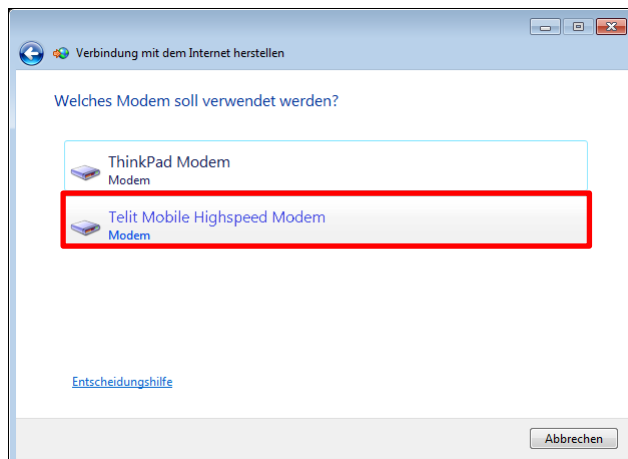 Verbindung mit dem Internet herstellen
Welches Modem soll verwendet werden?
ThinkPad Modem
Modem
Telit Mobile Highspeed Modem
Modem
Entscheidungshilfe
Abbrechen